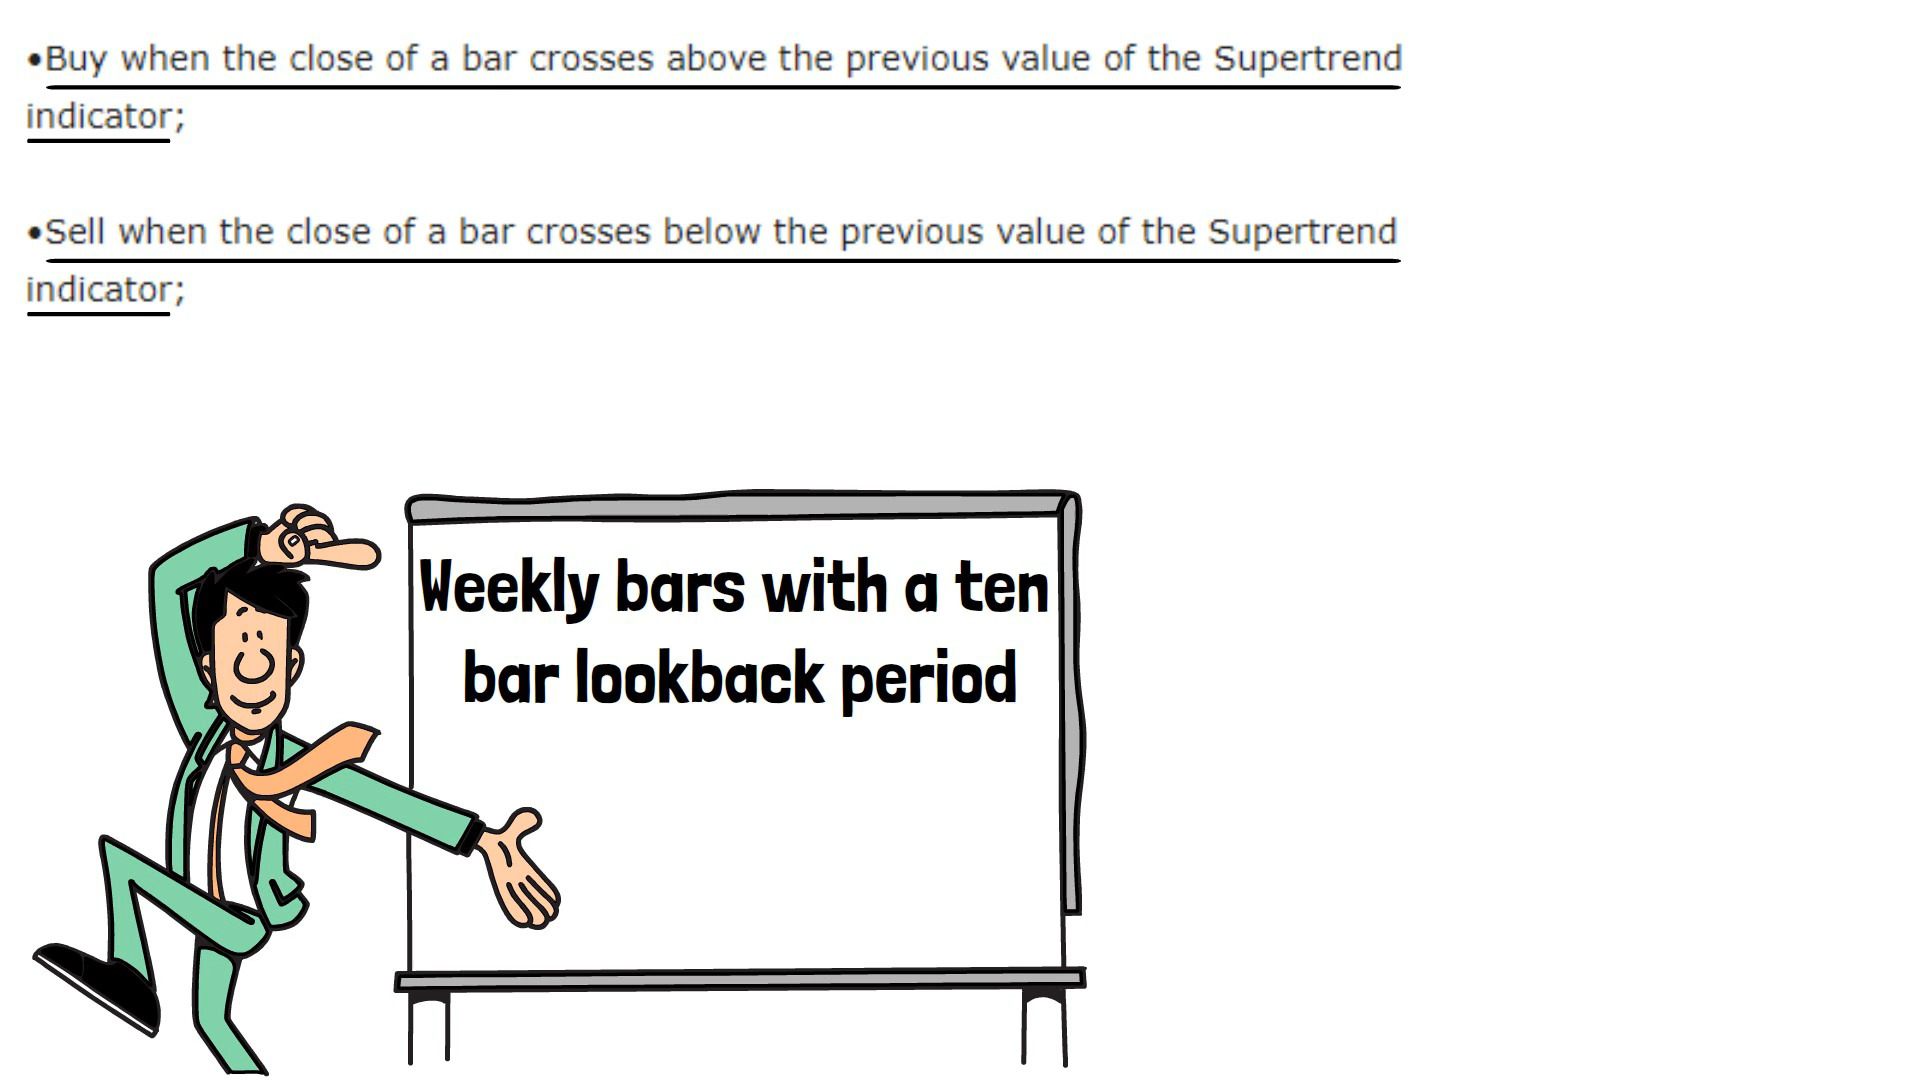 •Buy when the close of a bar crosses above the previous value of the Supertrend
indicator;
•Sell when the close of a bar crosses below the previous value of the Supertrend
indicator;
Weekly bars with a ten
bar lookback period